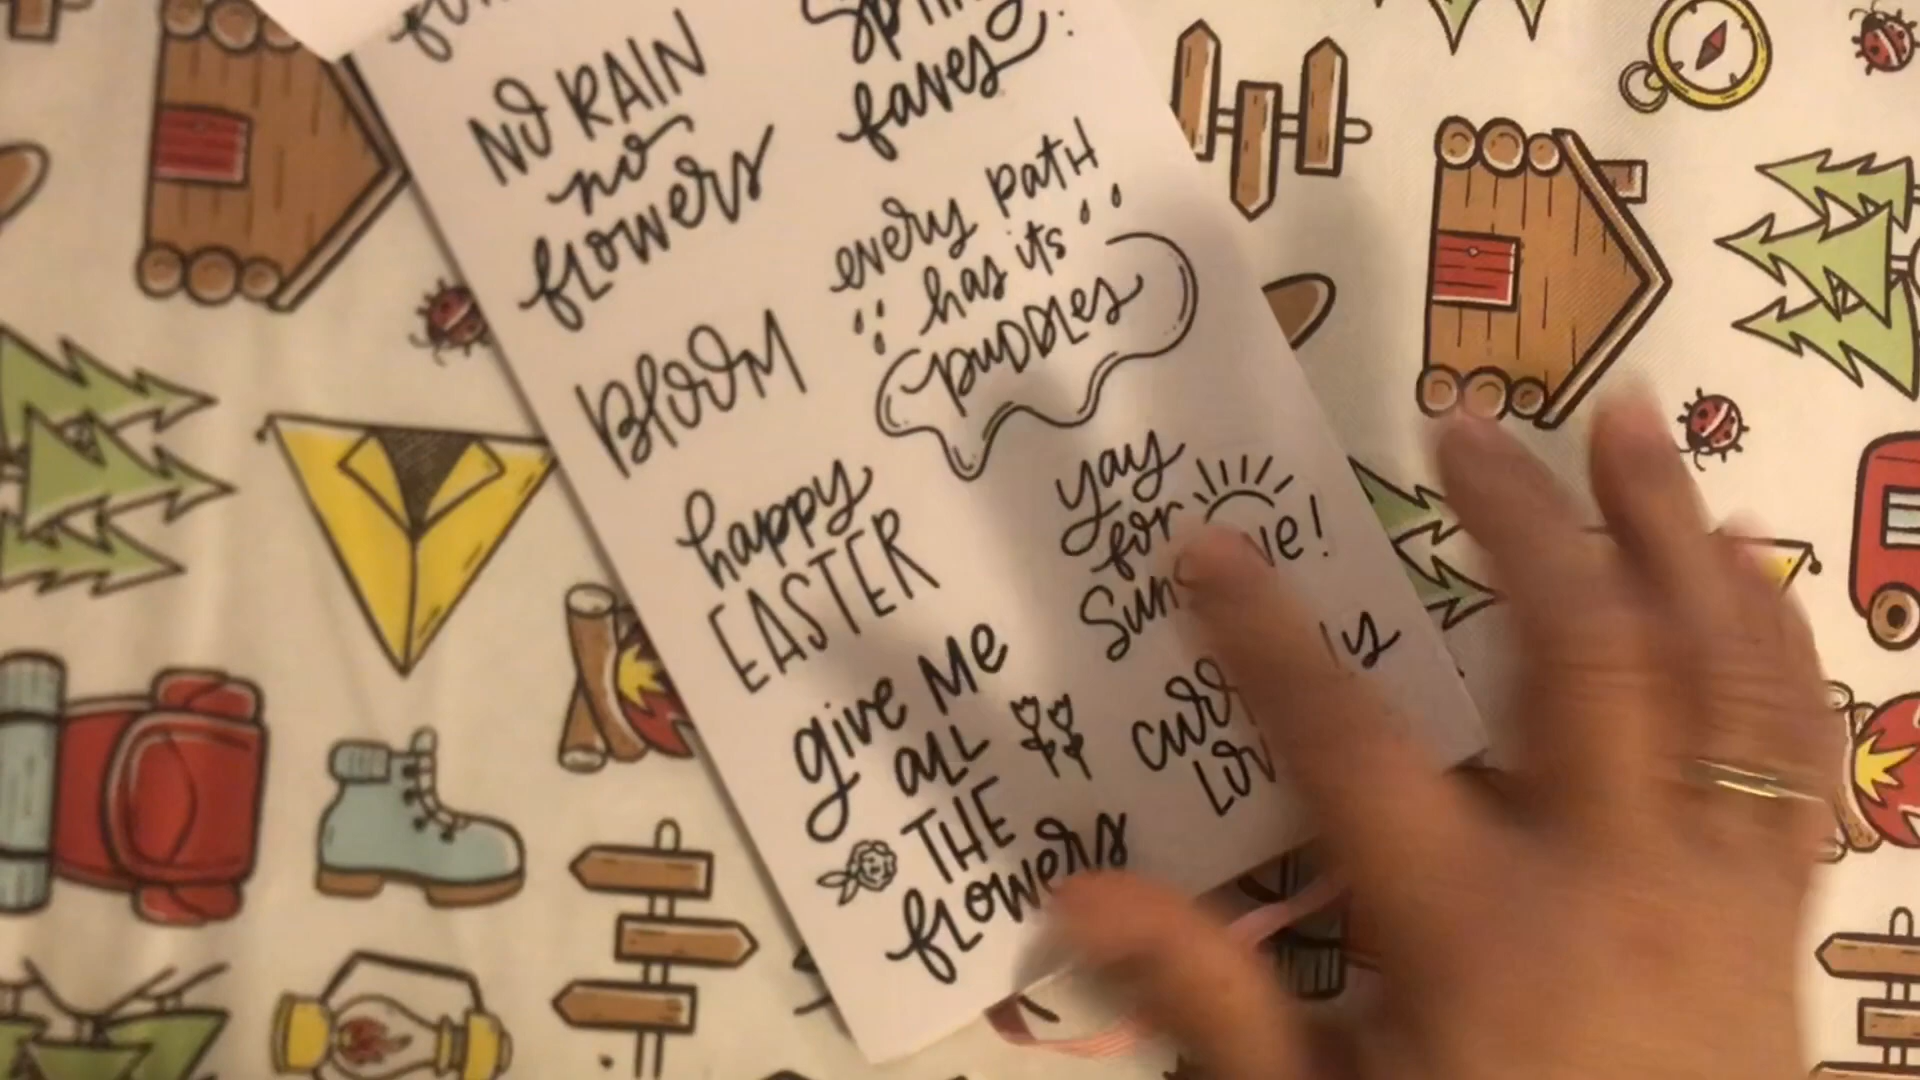 NO RAIN
no
flowers
BLOOM
happy
EASTER
give Me
ALL
THE
flowers
faves
every path
has its
puddles
yay
for